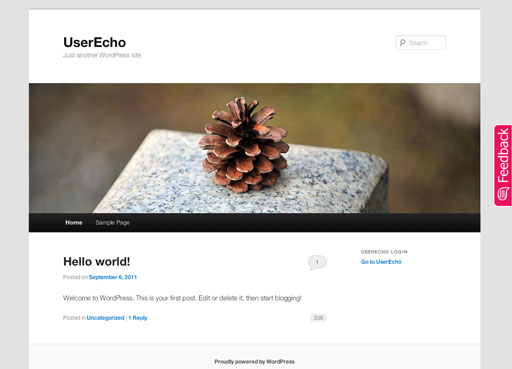 UserEcho
Just another WordPress site
Search
Feedback
Home Sample Page
Hello world!
1
Posted on September 6, 2011
Welcome to WordPress. This is your first post. Edit or delete it, then start blogging!
Posted in Uncategorized | 1 Reply
Edit
USERECHO LOGIN
Go to UserEcho
Proudly powered by WordPress